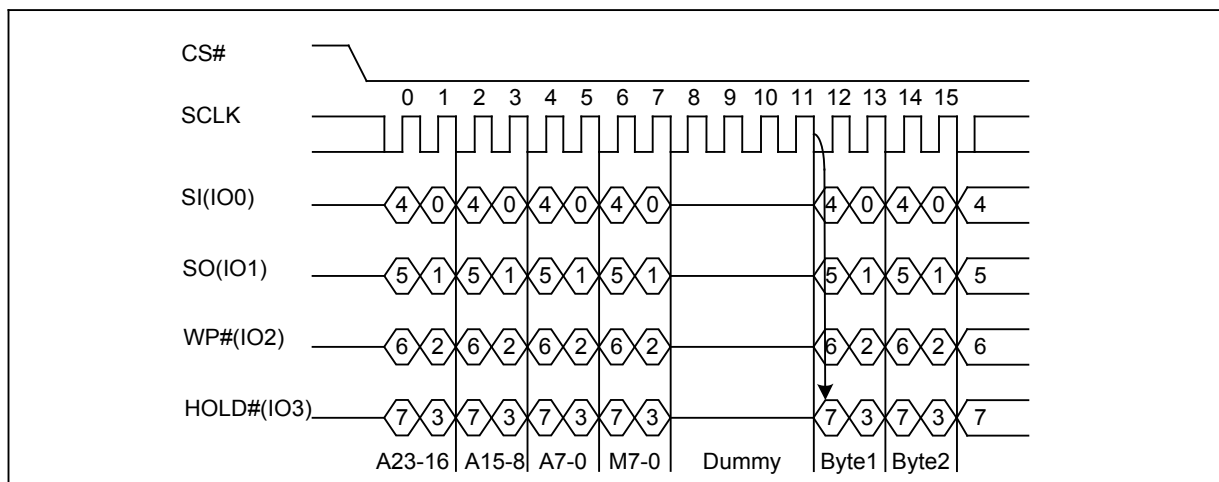 CS#
0 1 2 3 4 5 6 7 8 9 10 11 12 13 14 15
SCLK
SI(IO0) 4 0 4 0 4 0 4 0 4 0 4 0 4
SO(IO1) 5 1 5 1 5 1 5 1 5 1 5 1 5
WP#(IO2) 6 2 6 2 6 2 6 2 6 2 6 2 6
HOLD#(IO3) 7 3 7 3 7 3 7 3 7 3 7 3 7
A23-16 A15-8 A7-0 M7-0 Dummy Byte1 Byte2